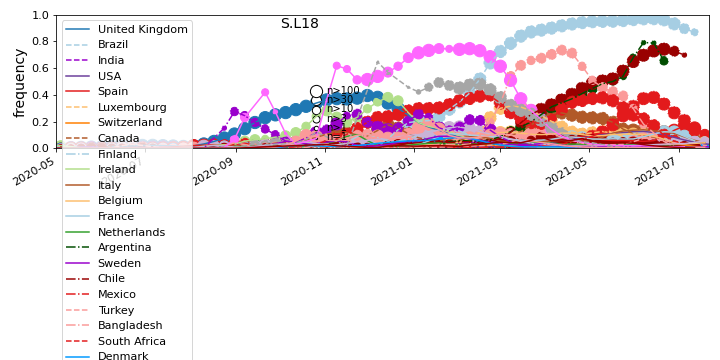 S.L18
frequency
1.0
0.8
0.6
0.4
0.2
0.0
2020-05
2020-09
2020-11
2021-01
2021-03
2021-05
2021-07
United Kingdom
Brazil
India
USA
Spain
Luxembourg
Switzerland
Canada
Finland
Ireland
Italy
Belgium
France
Netherlands
Argentina
Sweden
Chile
Mexico
Turkey
Bangladesh
South Africa
Denmark
n>100
n>30
n>10
n>3
n=1